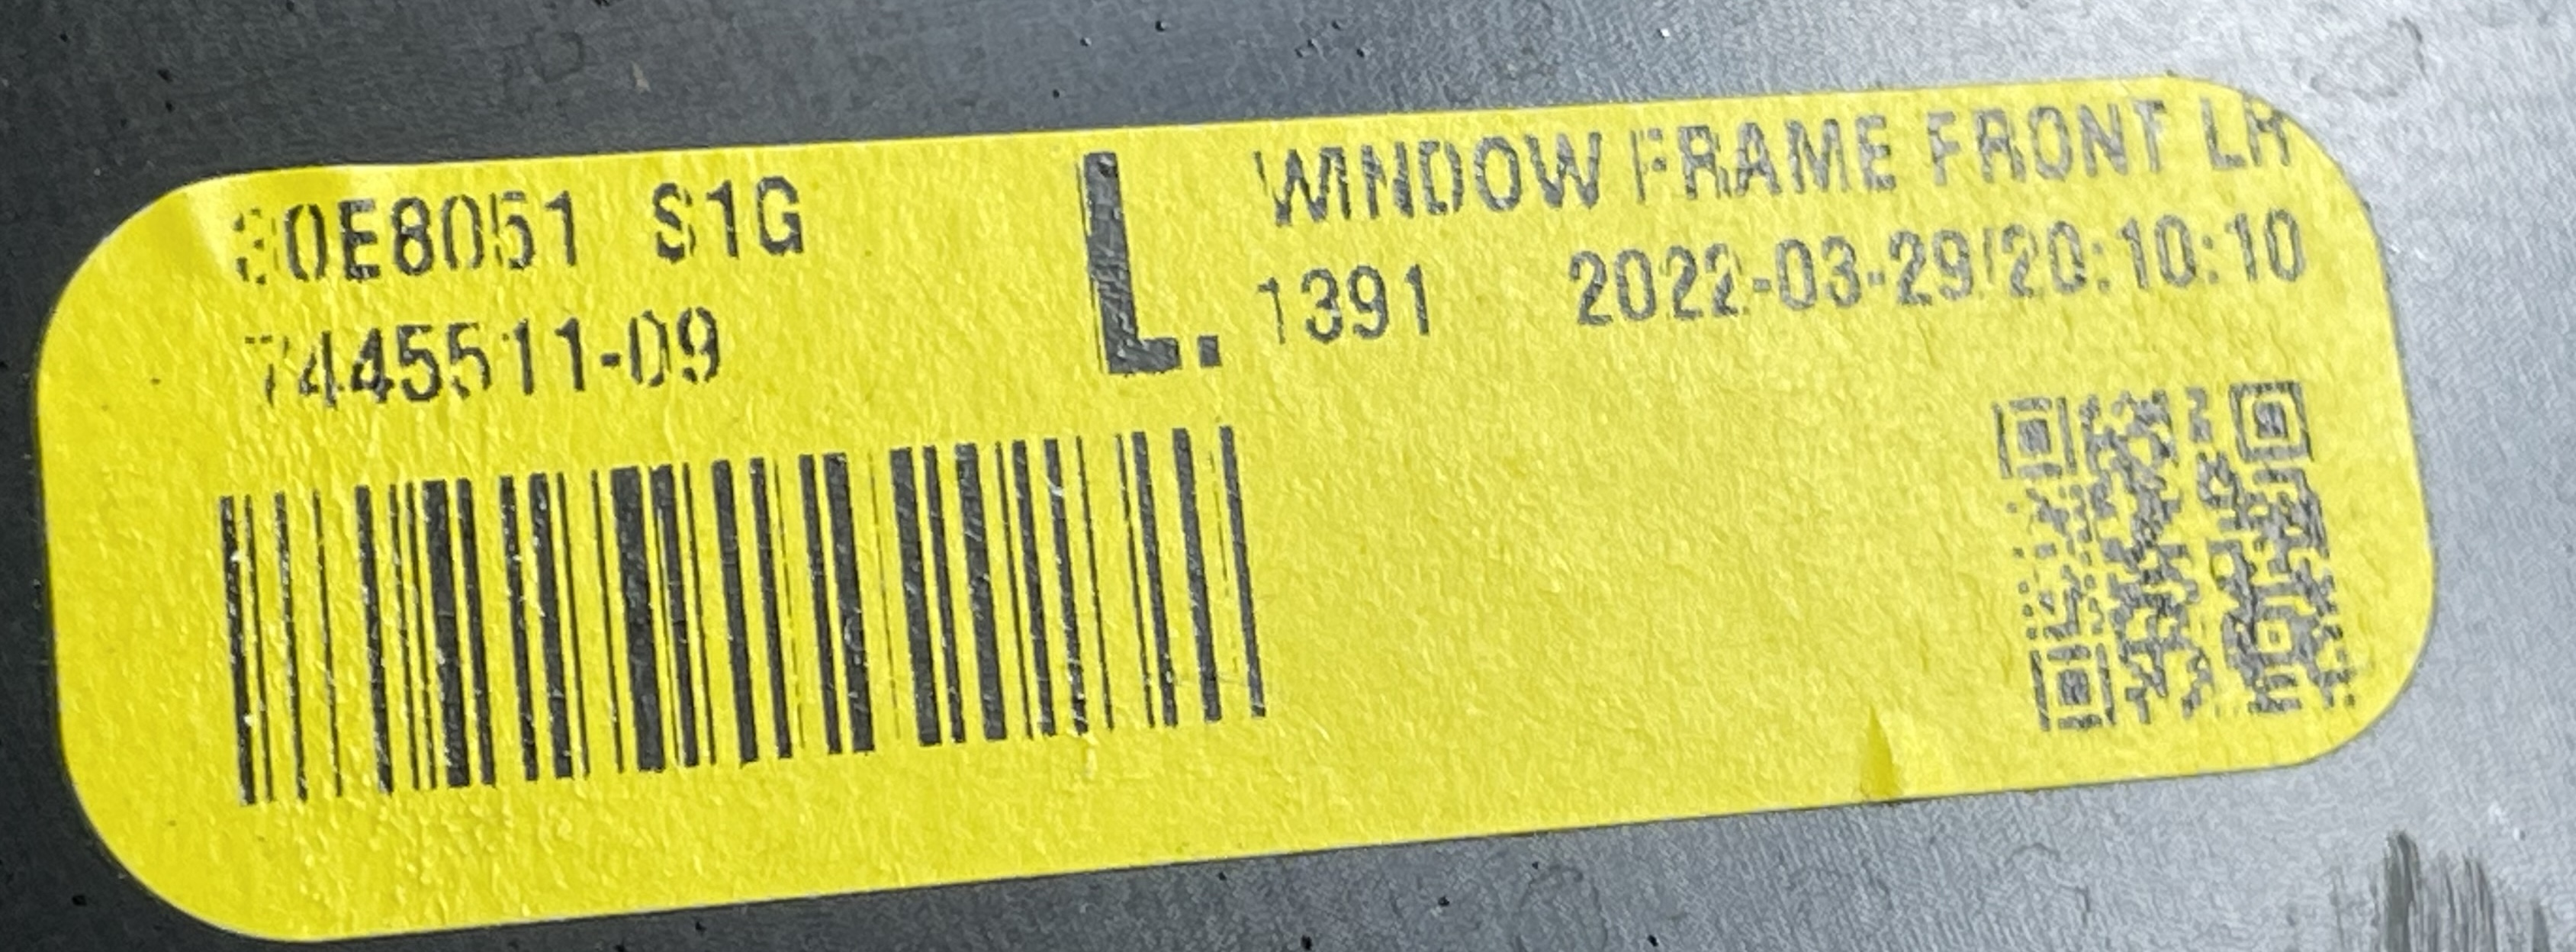 30E8051 S1G
7445511-09
L.
WINDOW FRAME FRONT LH
1391 2022-03-29/20:10:10